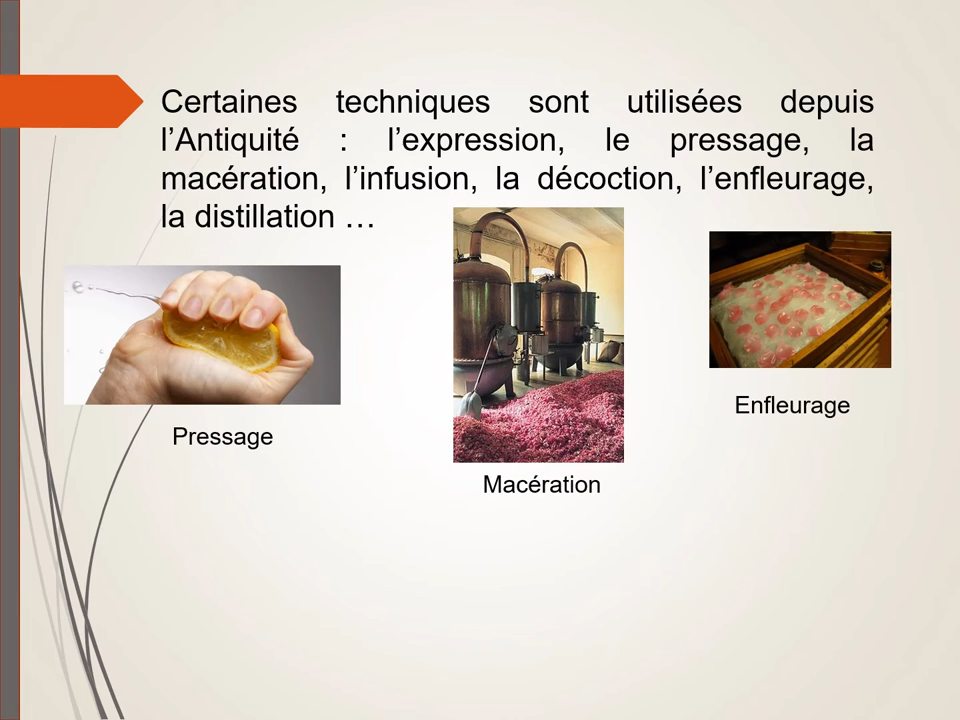 Certaines techniques sont utilisées depuis
l’Antiquité : l’expression, le pressage, la
macération, l’infusion, la décoction, l’enfleurage,
la distillation …
Enfleurage
Pressage
Macération